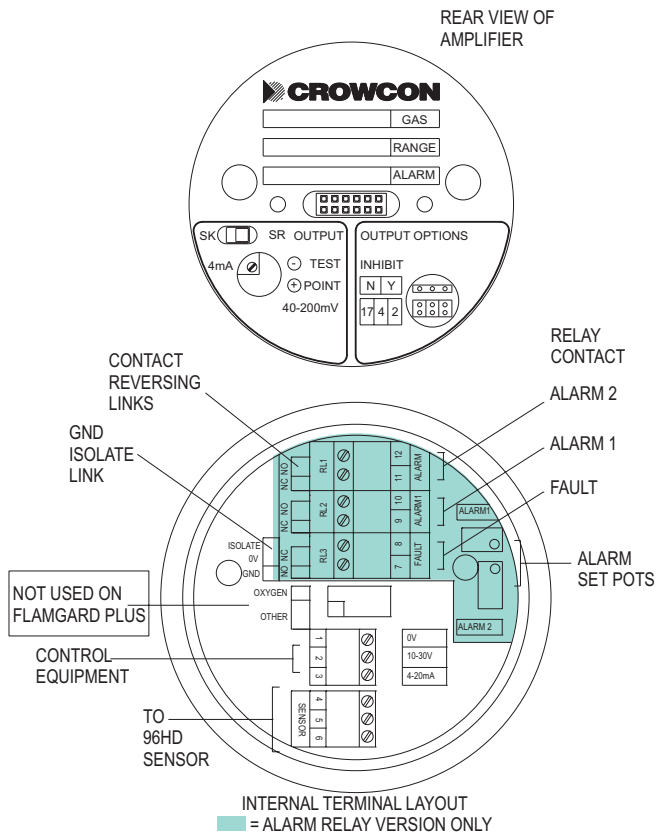 REAR VIEW OF
AMPLIFIER
CROWCON
GAS
RANGE
ALARM
SK SR OUTPUT
4mA
- TEST
+ POINT
40-200mV
OUTPUT OPTIONS
INHIBIT
N Y
17 4 2
RELAY
CONTACT
CONTACT
REVERSING
LINKS
ALARM 2
GND
ISOLATE
LINK
ALARM 1
FAULT
NC NO
RL1
12
11
ALARM
NC NO
RL2
10
9
ALARM1
NO NC
RL3
8
7
FAULT
ALARM1
ISOLATE
0V
GND
ALARM
SET POTS
NOT USED ON
FLAMGARD PLUS
OXYGEN
OTHER
ALARM 2
CONTROL
EQUIPMENT
1
2
3
0V
10-30V
4-20mA
TO
96HD
SENSOR
SENSOR
4
5
6
INTERNAL TERMINAL LAYOUT
= ALARM RELAY VERSION ONLY